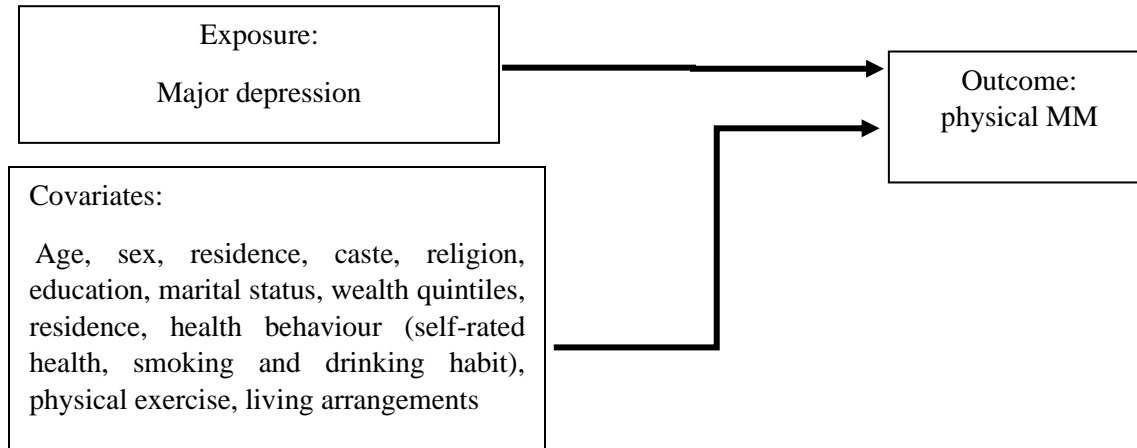 Exposure:
Major depression
Outcome:
physical MM
Covariates:
Age, sex, residence, caste, religion,
education, marital status, wealth quintiles,
residence, health behaviour (self-rated
health, smoking and drinking habit),
physical exercise, living arrangements